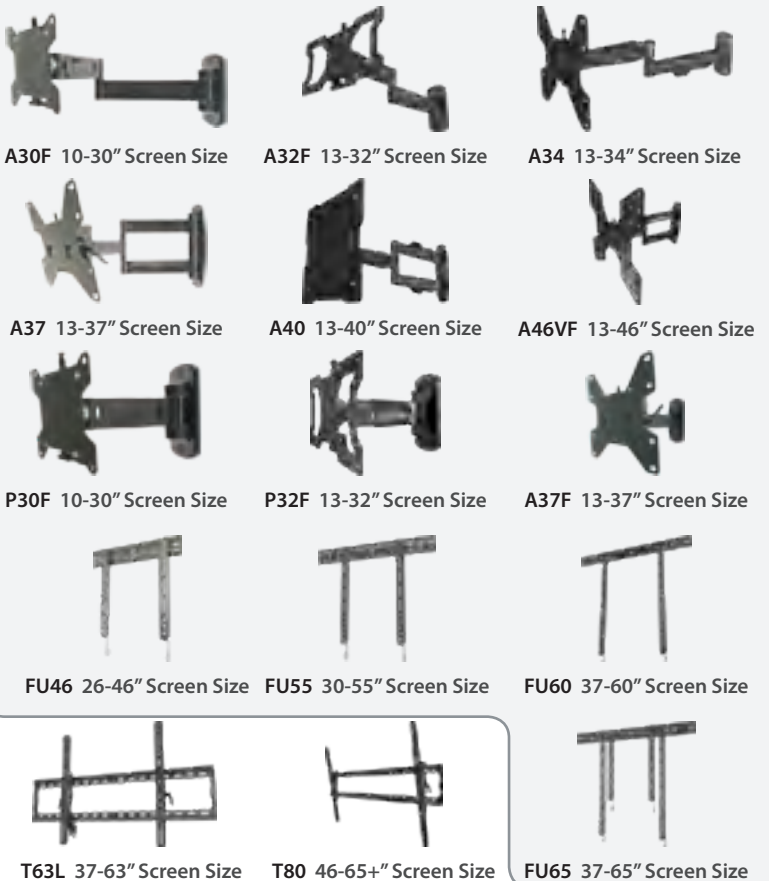 A30F 10-30” Screen Size
A32F 13-32” Screen Size
A34 13-34” Screen Size
A37 13-37” Screen Size
A40 13-40” Screen Size
A46VF 13-46” Screen Size
P30F 10-30” Screen Size
P32F 13-32” Screen Size
A37F 13-37” Screen Size
FU46 26-46” Screen Size
FU55 30-55” Screen Size
FU60 37-60” Screen Size
T63L 37-63” Screen Size
T80 46-65+” Screen Size
FU65 37-65” Screen Size